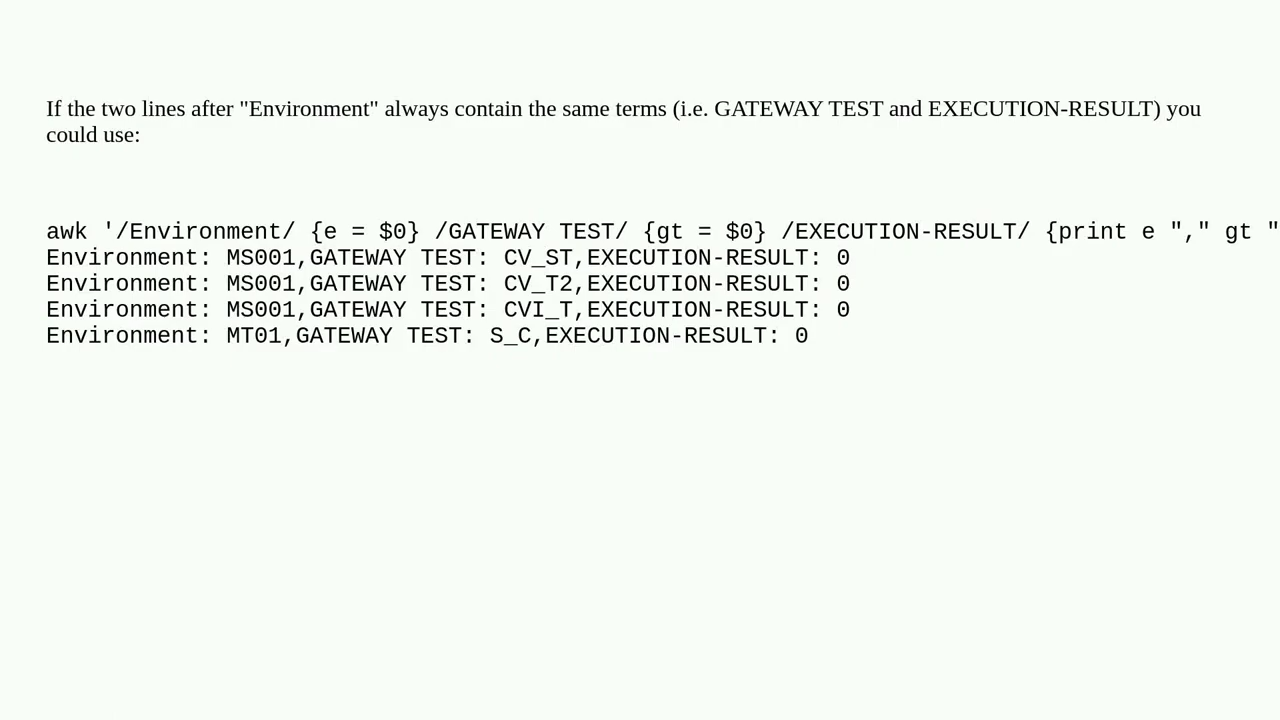 If the two lines after "Environment" always contain the same terms (i.e. GATEWAY TEST and EXECUTION-RESULT) you
could use:
awk '/Environment/ {e = $0} /GATEWAY TEST/ {gt = $0} /EXECUTION-RESULT/ {print e "," gt "
Environment: MS001,GATEWAY TEST: CV_ST,EXECUTION-RESULT: 0
Environment: MS001,GATEWAY TEST: CV_T2,EXECUTION-RESULT: 0
Environment: MS001,GATEWAY TEST: CVI_T,EXECUTION-RESULT: 0
Environment: MT01,GATEWAY TEST: S_C,EXECUTION-RESULT: 0